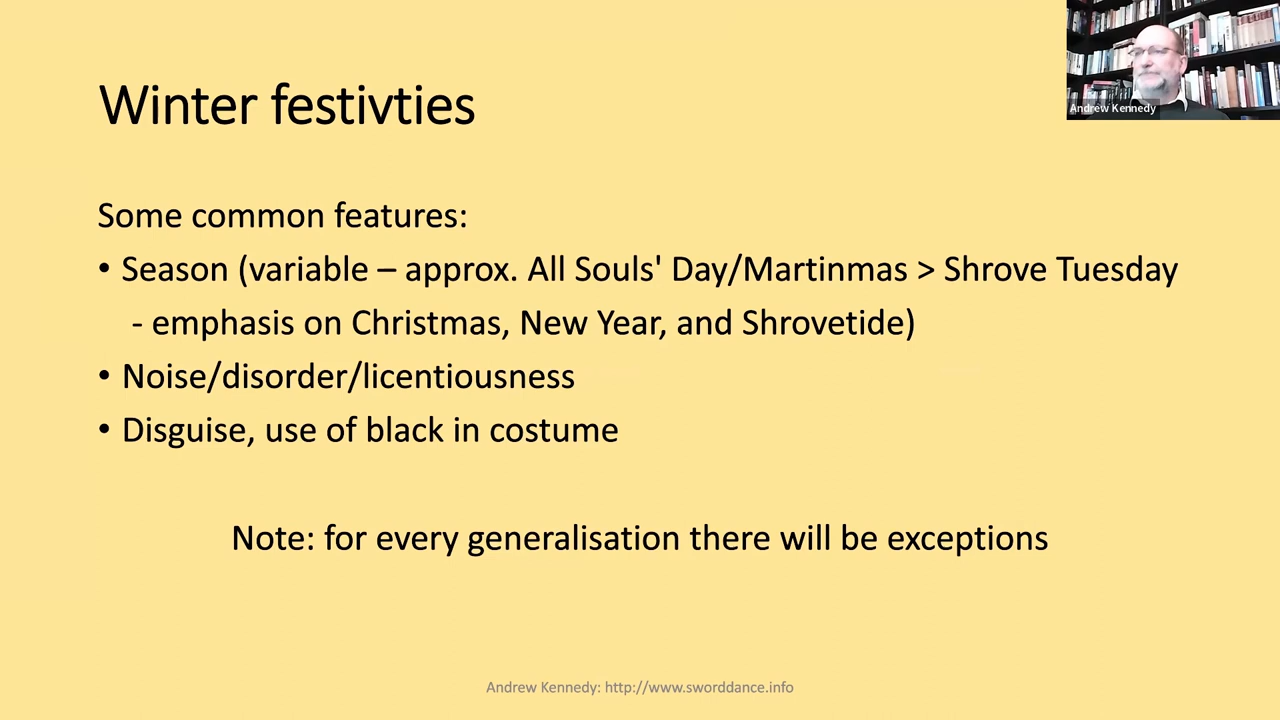 Winter festivties
Andrew Kennedy
Some common features:
• Season (variable – approx. All Souls' Day/Martinmas > Shrove Tuesday
- emphasis on Christmas, New Year, and Shrovetide)
• Noise/disorder/licentiousness
• Disguise, use of black in costume
Note: for every generalisation there will be exceptions
Andrew Kennedy: http://www.sworddance.info